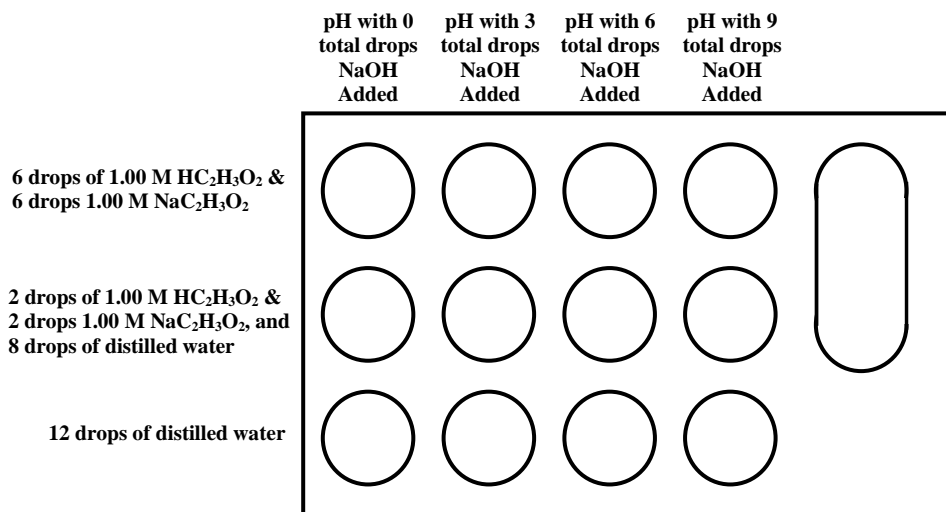 pH with 0
total drops
NaOH
Added
pH with 3
total drops
NaOH
Added
pH with 6
total drops
NaOH
Added
pH with 9
total drops
NaOH
Added
6 drops of 1.00 M HC₂H₃O₂ &
6 drops 1.00 M NaC₂H₃O₂
2 drops of 1.00 M HC₂H₃O₂ &
2 drops 1.00 M NaC₂H₃O₂, and
8 drops of distilled water
12 drops of distilled water